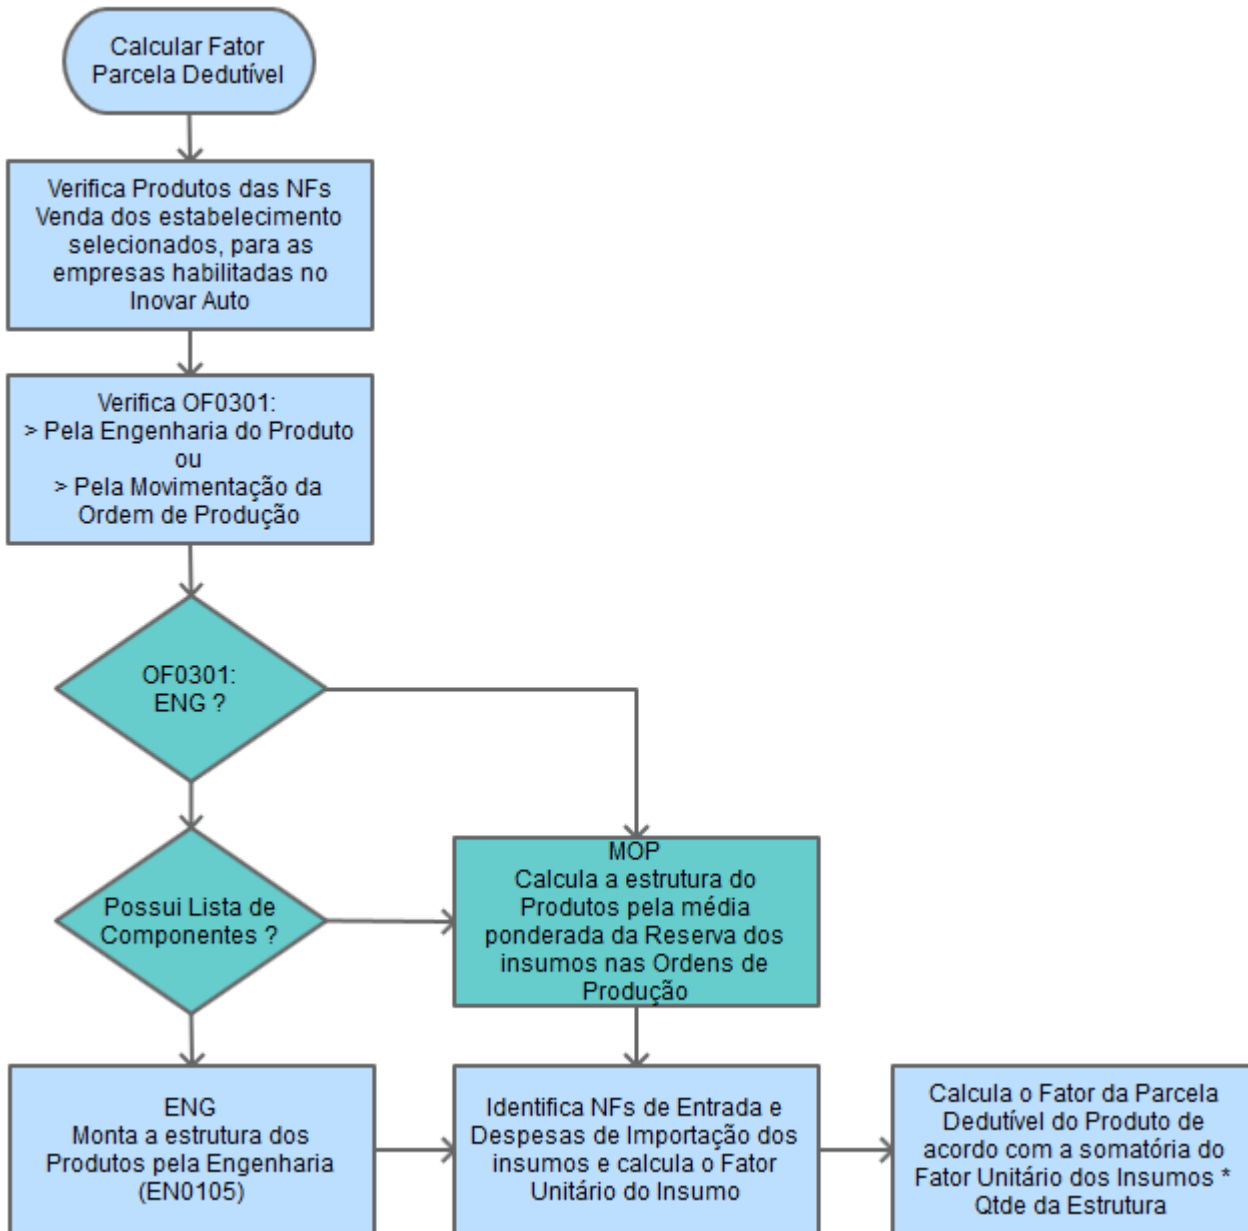 Calcular Fator
Parcela Dedutível
Verifica Produtos das NFs
Venda dos estabelecimento
selecionados, para as
empresas habilitadas no
Inovar Auto
Verifica OF0301:
> Pela Engenharia do Produto
ou
> Pela Movimentação da
Ordem de Produção
OF0301:
ENG ?
Possui Lista de
Componentes ?
MOP
Calcula a estrutura do
Produtos pela média
ponderada da Reserva dos
insumos nas Ordens de
Produção
ENG
Monta a estrutura dos
Produtos pela Engenharia
(EN0105)
Identifica NFs de Entrada e
Despesas de Importação dos
insumos e calcula o Fator
Unitário do Insumo
Calcula o Fator da Parcela
Dedutível do Produto de
acordo com a somatória do
Fator Unitário dos Insumos *
Qtde da Estrutura